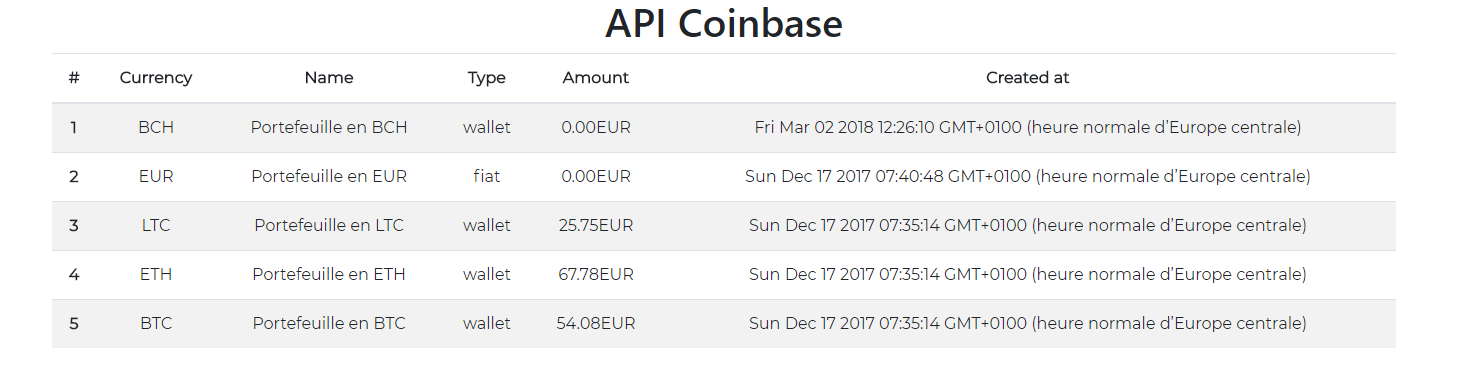 API Coinbase
# Currency Name Type Amount Created at
1 BCH Portefeuille en BCH wallet 0.00EUR Fri Mar 02 2018 12:26:10 GMT+0100 (heure normale d’Europe centrale)
2 EUR Portefeuille en EUR fiat 0.00EUR Sun Dec 17 2017 07:40:48 GMT+0100 (heure normale d’Europe centrale)
3 LTC Portefeuille en LTC wallet 25.75EUR Sun Dec 17 2017 07:35:14 GMT+0100 (heure normale d’Europe centrale)
4 ETH Portefeuille en ETH wallet 67.78EUR Sun Dec 17 2017 07:35:14 GMT+0100 (heure normale d’Europe centrale)
5 BTC Portefeuille en BTC wallet 54.08EUR Sun Dec 17 2017 07:35:14 GMT+0100 (heure normale d’Europe centrale)